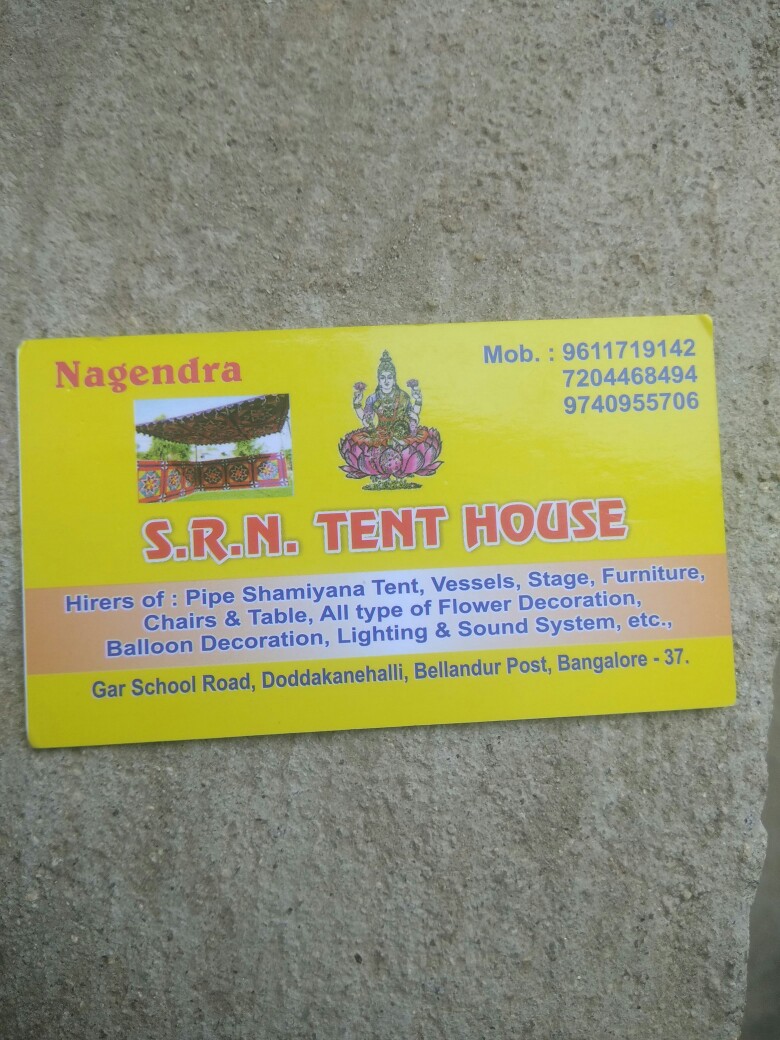 Nagendra
Mob. : 9611719142
7204468494
9740955706
S.R.N. TENT HOUSE
Hirers of : Pipe Shamiyana Tent, Vessels, Stage, Furniture,
Chairs & Table, All type of Flower Decoration,
Balloon Decoration, Lighting & Sound System, etc.,
Gar School Road, Doddakanehalli, Bellandur Post, Bangalore - 37.